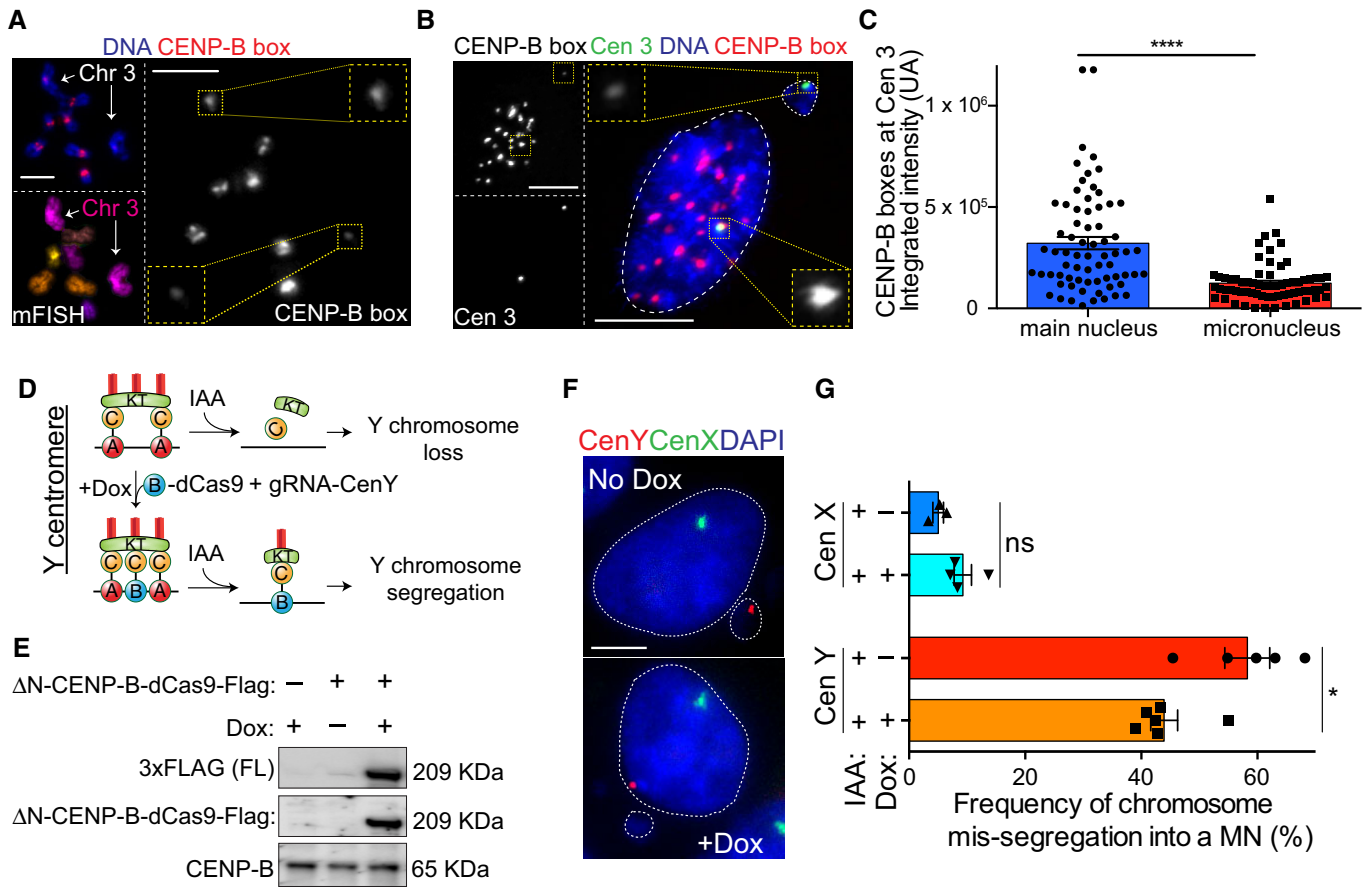 A
DNA CENP-B box
Chr 3
Chr 3
mFISH
CENP-B box
B
CENP-B box Cen 3 DNA CENP-B box
Cen 3
C
****
CENP-B boxes at Cen 3
Integrated intensity (UA)
1 x 10⁶
5 x 10⁵
0
main nucleus
micronucleus
D
Y centromere
KT
C C
A A
IAA
KT
C
Y chromosome
loss
+Dox
B -dCas9 + gRNA-CenY
KT
C C C
A B A
IAA
KT
C
B
Y chromosome
segregation
E
ΔN-CENP-B-dCas9-Flag: – + +
Dox: + – +
3xFLAG (FL) 209 KDa
ΔN-CENP-B-dCas9-Flag: 209 KDa
CENP-B 65 KDa
F
CenYCenXDAPI
No Dox
+Dox
G
Cen X
+ –
+ +
ns
Cen Y
+ –
+ +
*
IAA:
Dox:
0 20 40 60
Frequency of chromosome
mis-segregation into a MN (%)